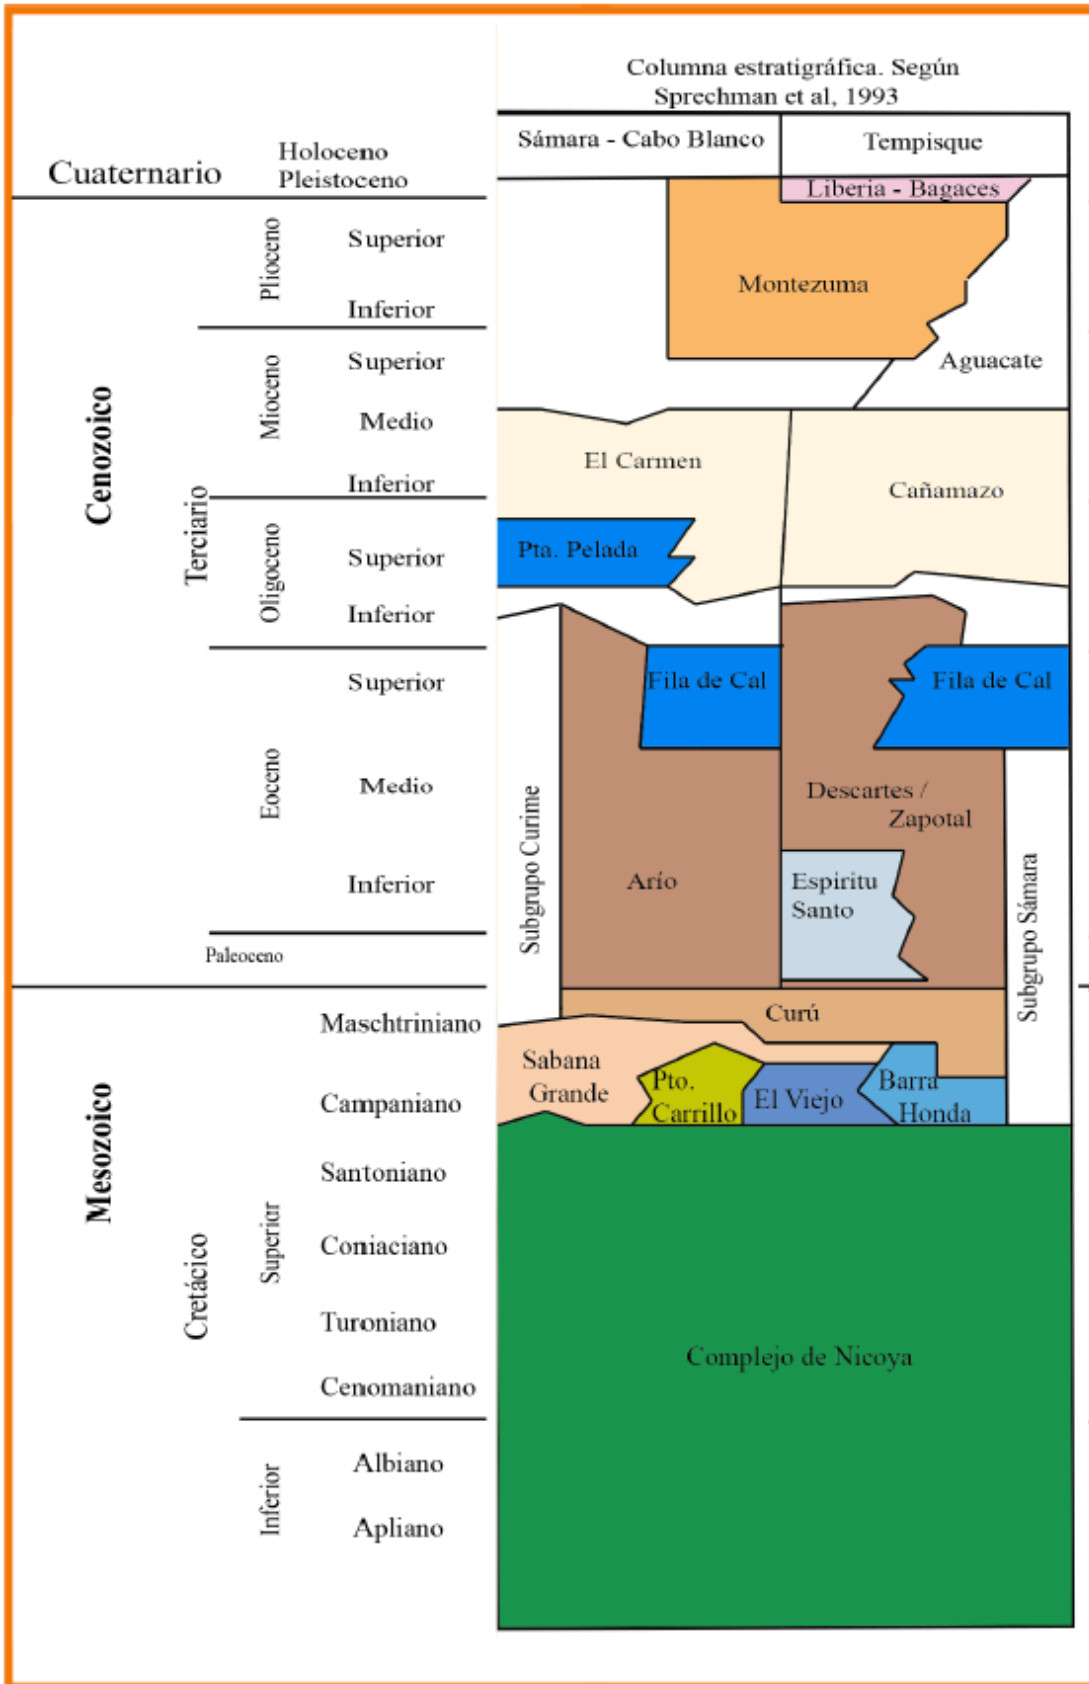 Columna estratigráfica. Según
Sprechman et al, 1993
Sámara - Cabo Blanco
Tempisque
Cuaternario
Holoceno
Pleistoceno
Cenozoico
Terciario
Plioceno
Superior
Inferior
Mioceno
Superior
Medio
Inferior
Oligoceno
Superior
Inferior
Eoceno
Superior
Medio
Inferior
Paleoceno
Mesozoico
Cretácico
Superior
Maschtriniano
Campaniano
Santoniano
Coniaciano
Turoniano
Cenomaniano
Inferior
Albiano
Apliano
Liberia - Bagaces
Montezuma
Aguacate
El Carmen
Cañamazo
Pta. Pelada
Fila de Cal
Fila de Cal
Subgrupo Curime
Descartes /
Zapotal
Arío
Espiritu
Santo
Subgrupo Sámara
Curú
Sabana
Grande
Pto.
Carrillo
El Viejo
Barra
Honda
Complejo de Nicoya